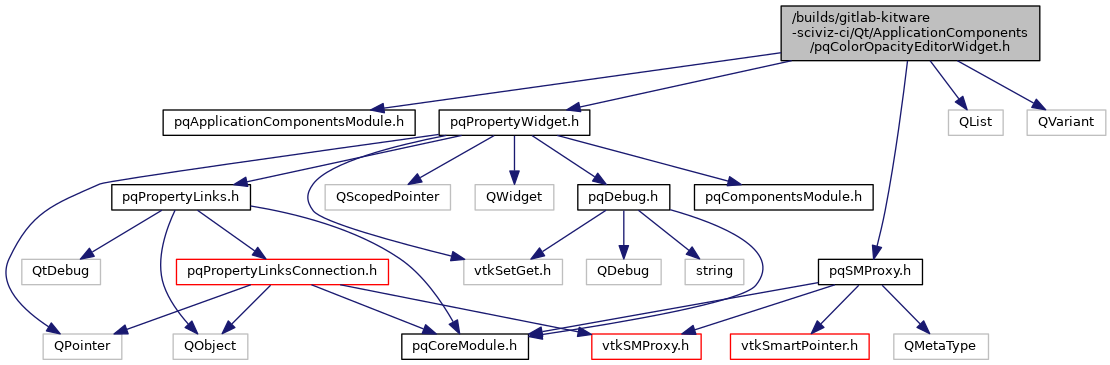 /builds/gitlab-kitware
-sciviz-ci/Qt/ApplicationComponents
/pqColorOpacityEditorWidget.h
pqApplicationComponentsModule.h
pqPropertyWidget.h
QList
QVariant
pqPropertyLinks.h
QScopedPointer
QWidget
pqDebug.h
pqComponentsModule.h
QtDebug
pqPropertyLinksConnection.h
vtkSetGet.h
QDebug
string
pqSMProxy.h
QPointer
QObject
pqCoreModule.h
vtkSMProxy.h
vtkSmartPointer.h
QMetaType